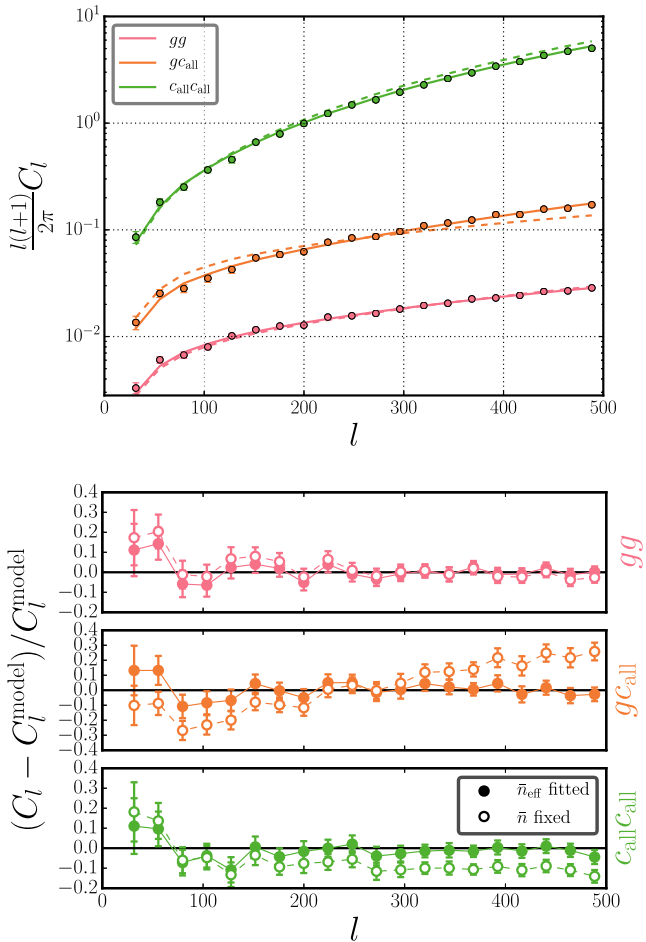 10¹
10⁰
10⁻¹
10⁻²
gg
gc_all
c_all c_all
l(l+1)/2π C_l
0 100 200 300 400 500
l
0.4
0.3
0.2
0.1
0.0
−0.1
−0.2
gg
0.4
0.3
0.2
0.1
0.0
−0.1
−0.2
−0.3
−0.4
gc_all
0.4
0.3
0.2
0.1
0.0
−0.1
−0.2
c_all c_all
n̄_eff fitted
n̄ fixed
(C_l − C_l^model)/C_l^model
0 100 200 300 400 500
l